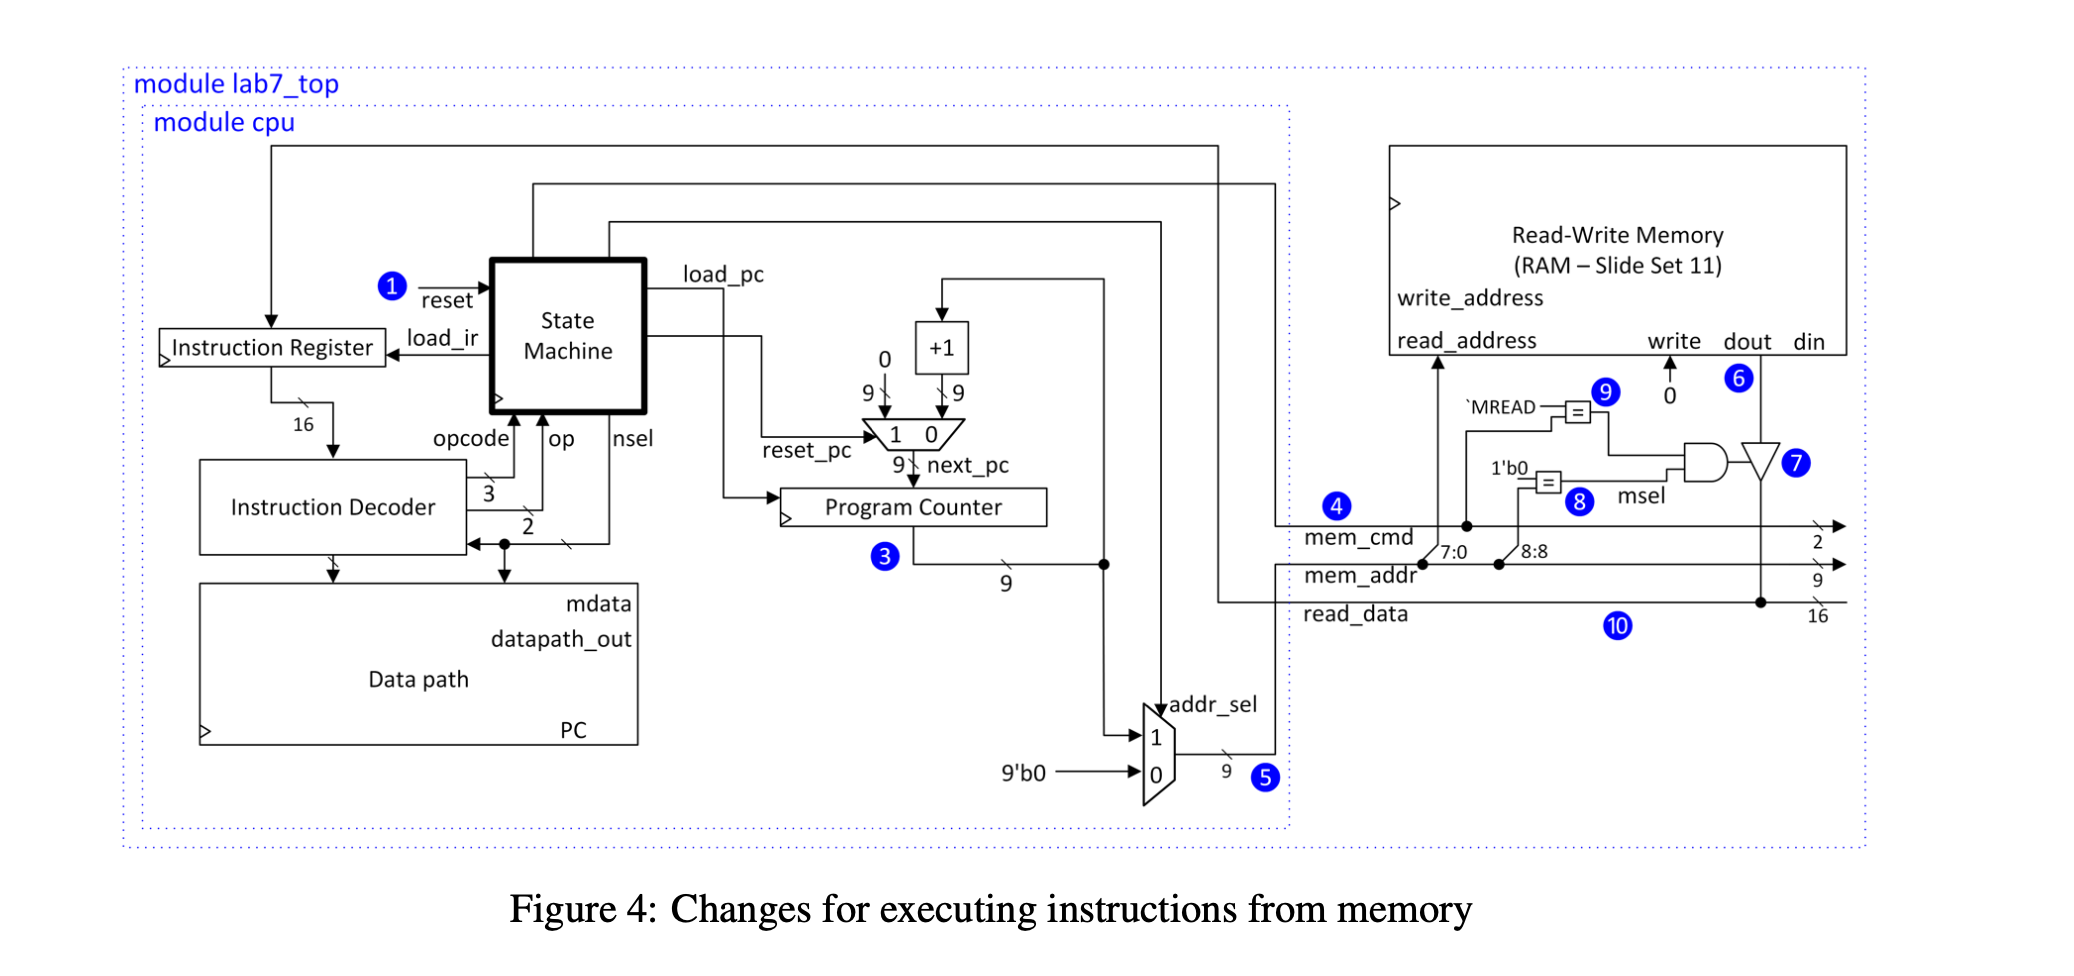 module lab7_top
module cpu
1
reset
load_ir
Instruction Register
16
State
Machine
load_pc
reset_pc
opcode
op
nsel
Instruction Decoder
3
2
mdata
datapath_out
Data path
PC
0
+1
9
9
1 0
9
next_pc
Program Counter
3
9
addr_sel
1
0
9'b0
9
5
Read-Write Memory
(RAM – Slide Set 11)
write_address
read_address
write
dout
din
6
0
9
`MREAD
=
7
1'b0
=
8
msel
4
mem_cmd
2
7:0
8:8
mem_addr
9
read_data
10
16
Figure 4: Changes for executing instructions from memory